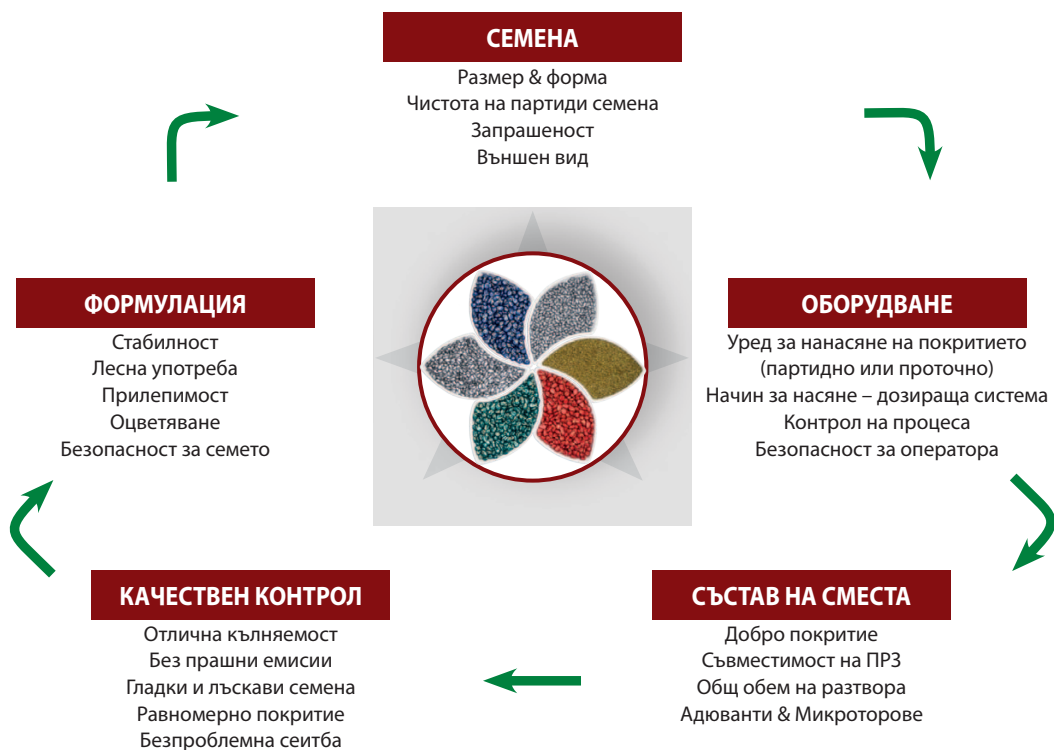 СЕМЕНА
Размер & форма
Чистота на партиди семена
Запрашеност
Външен вид
ФОРМУЛАЦИЯ
Стабилност
Лесна употреба
Прилепимост
Оцветяване
Безопасност за семето
ОБОРУДВАНЕ
Уред за нанасяне на покритието
(партидно или проточно)
Начин за насяне – дозираща система
Контрол на процеса
Безопасност за оператора
КАЧЕСТВЕН КОНТРОЛ
Отлична кълняемост
Без прашни емисии
Гладки и лъскави семена
Равномерно покритие
Безпроблемна сеитба
СЪСТАВ НА СМЕСТА
Добро покритие
Съвместимост на ПРЗ
Общ обем на разтвора
Адюванти & Микроторове